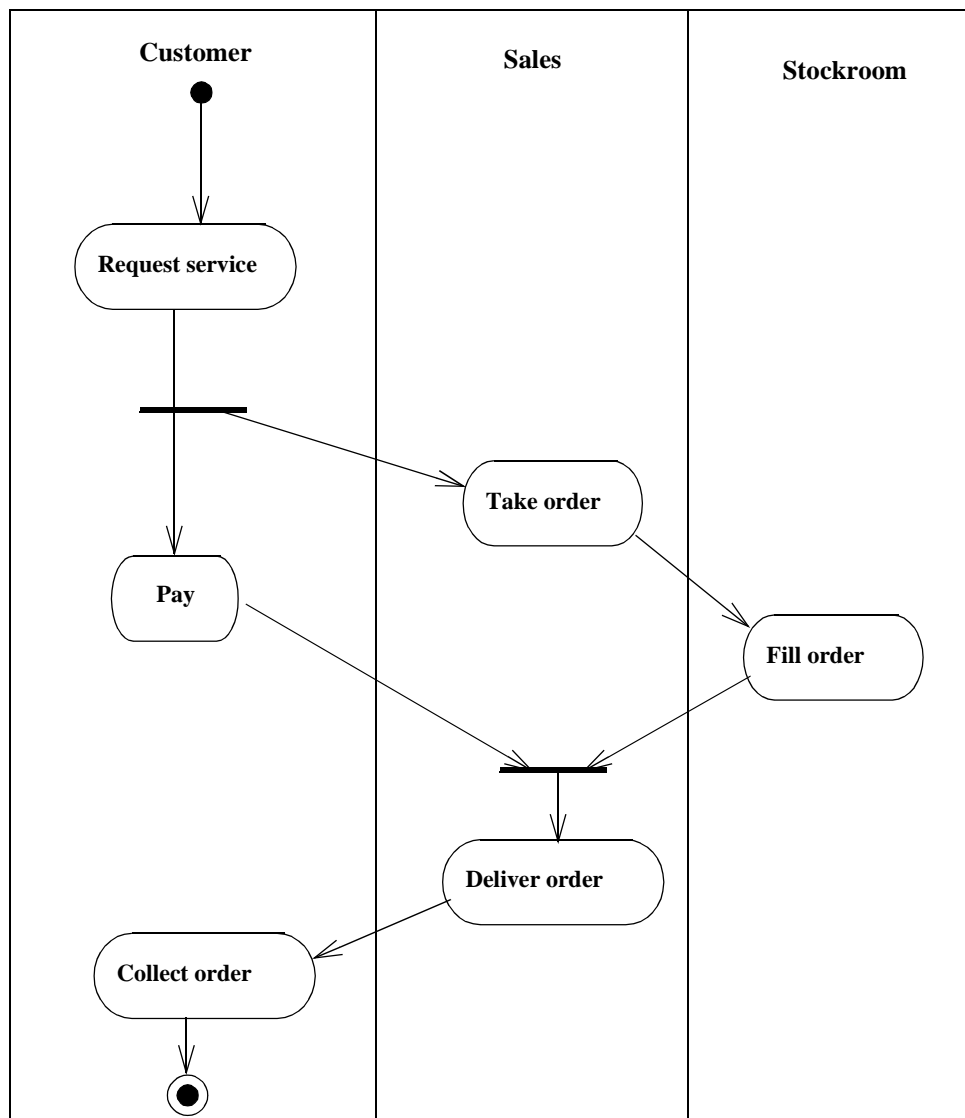 Customer
Sales
Stockroom
Request service
Take order
Pay
Fill order
Deliver order
Collect order